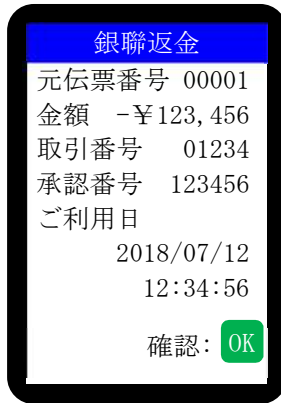 銀聯返金
元伝票番号 00001
金額 -¥123,456
取引番号 01234
承認番号 123456
ご利用日
2018/07/12
12:34:56
確認: OK